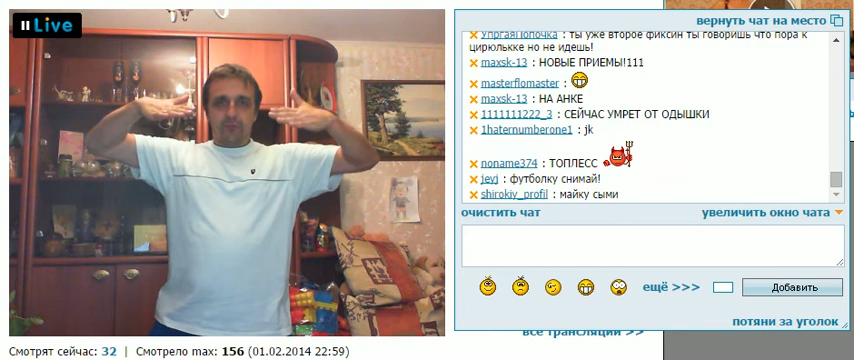 Live
вернуть чат на место
УпргаяПопочка : ты уже второе фиксин ты говоришь что пора к
цирюлькке но не идешь!
maxsk-13 : НОВЫЕ ПРИЕМЫ!111
masterflomaster :
maxsk-13 : НА АНКЕ
1111111222_3 : СЕЙЧАС УМРЕТ ОТ ОДЫШКИ
1haternumberone1 : jk
noname374 : ТОПЛЕСС
jevj : футболку снимай!
shirokiy_profil : майку сыми
очистить чат
увеличить окно чата
ещё >>>
Добавить
потяни за уголок
все трансляции >>
Смотрят сейчас: 32 | Смотрело max: 156 (01.02.2014 22:59)